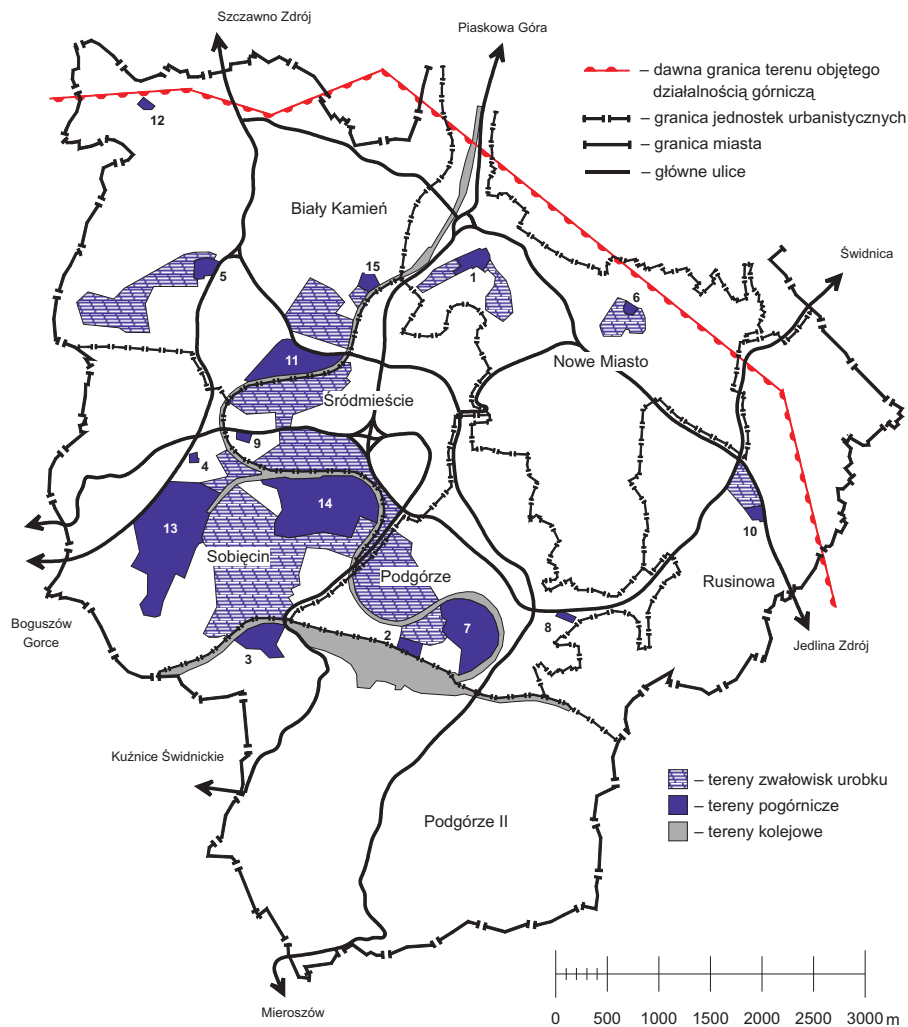 Szczawno Zdrój
Piaskowa Góra
– dawna granica terenu objętego
działalnością górniczą
– granica jednostek urbanistycznych
– granica miasta
– główne ulice
12
Biały Kamień
Świdnica
5
15
1
6
11
Nowe Miasto
Śródmieście
9
4
14
13
10
Sobięcin
Podgórze
Rusinowa
Boguszów
Gorce
7
8
2
3
Jedlina Zdrój
Kuźnice Świdnickie
– tereny zwałowisk urobku
– tereny pogórnicze
– tereny kolejowe
Podgórze II
Mieroszów
0 500 1000 1500 2000 2500 3000 m